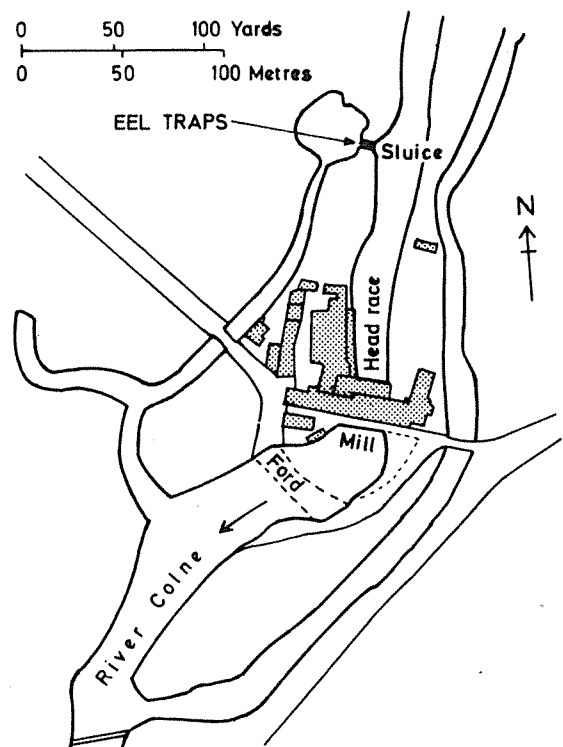 0 50 100 Yards
0 50 100 Metres
EEL TRAPS
Sluice
N
Head race
Mill
Ford
River Colne